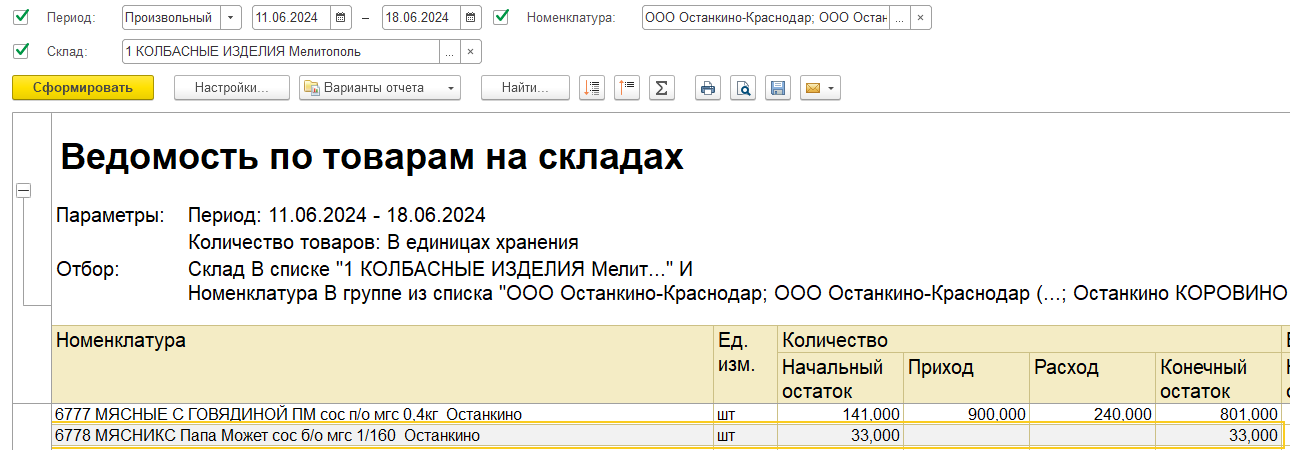 Период: Произвольный 11.06.2024 – 18.06.2024 Номенклатура: ООО Останкино-Краснодар; ООО Остан ... ×
Склад: 1 КОЛБАСНЫЕ ИЗДЕЛИЯ Мелитополь ... ×
Сформировать Настройки... Варианты отчета Найти... Σ
Ведомость по товарам на складах
Параметры: Период: 11.06.2024 - 18.06.2024
Количество товаров: В единицах хранения
Отбор: Склад В списке "1 КОЛБАСНЫЕ ИЗДЕЛИЯ Мелит..." И
Номенклатура В группе из списка "ООО Останкино-Краснодар; ООО Останкино-Краснодар (...; Останкино КОРОВИНО
Номенклатура Ед. изм. Количество
Начальный остаток Приход Расход Конечный остаток
6777 МЯСНЫЕ С ГОВЯДИНОЙ ПМ сос п/о мгс 0,4кг Останкино шт 141,000 900,000 240,000 801,000
6778 МЯСНИКС Папа Может сос б/о мгс 1/160 Останкино шт 33,000 33,000